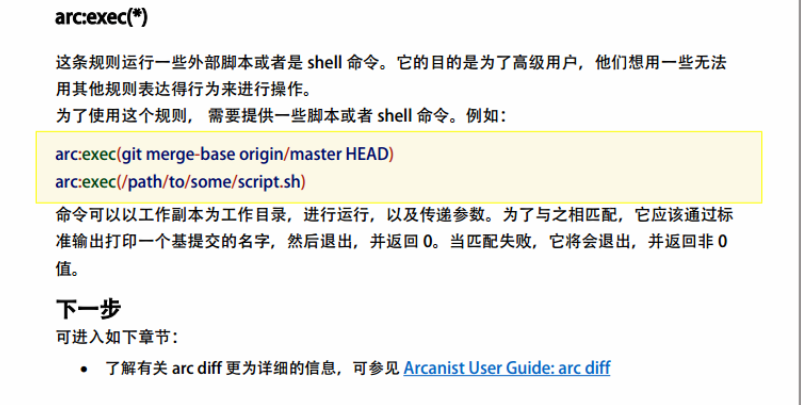 arc:exec(*)
这条规则运行一些外部脚本或者是 shell 命令。它的目的是为了高级用户，他们想用一些无法
用其他规则表达得行为来进行操作。
为了使用这个规则， 需要提供一些脚本或者 shell 命令。例如：
arc:exec(git merge-base origin/master HEAD)
arc:exec(/path/to/some/script.sh)
命令可以以工作副本为工作目录，进行运行，以及传递参数。为了与之相匹配，它应该通过标
准输出打印一个基提交的名字，然后退出，并返回 0。当匹配失败，它将会退出，并返回非 0
值。
下一步
可进入如下章节：
• 了解有关 arc diff 更为详细的信息，可参见 Arcanist User Guide: arc diff